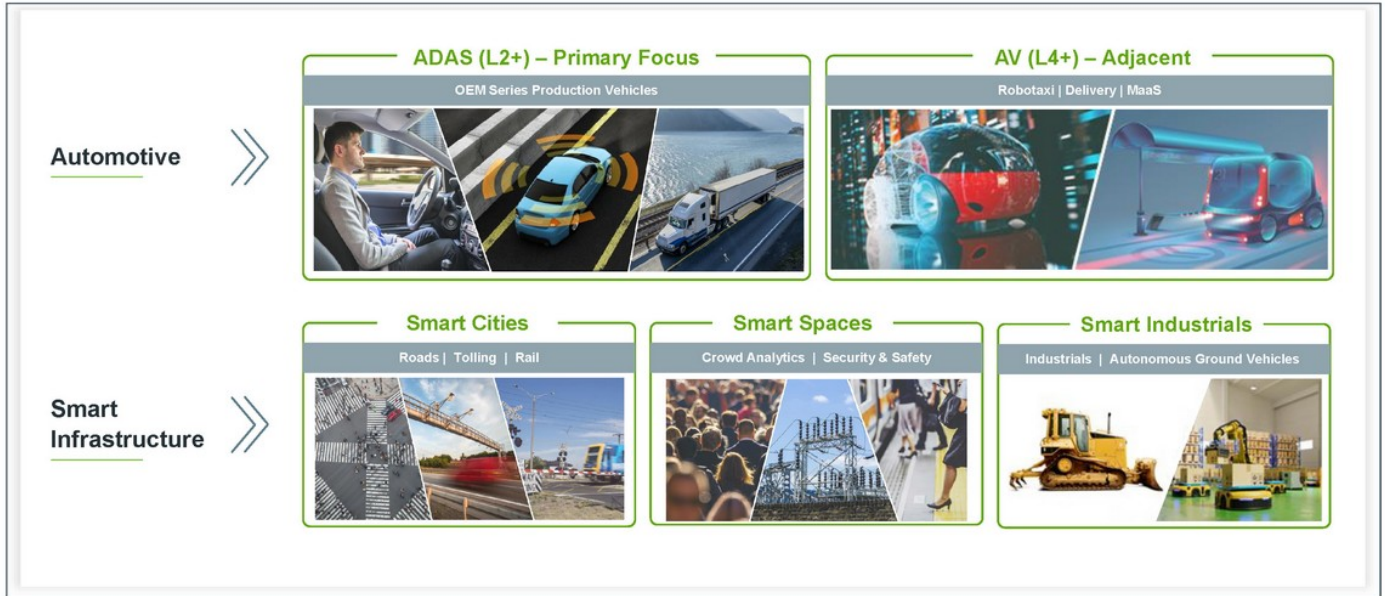 ADAS (L2+) – Primary Focus
OEM Series Production Vehicles
AV (L4+) – Adjacent
Robotaxi | Delivery | MaaS
Automotive
Smart Cities
Roads | Tolling | Rail
Smart Spaces
Crowd Analytics | Security & Safety
Smart Industrials
Industrials | Autonomous Ground Vehicles
Smart
Infrastructure